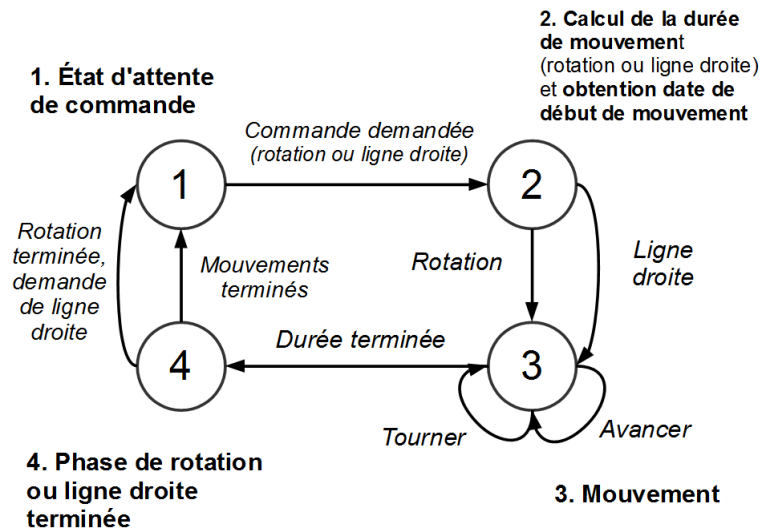 2. Calcul de la durée
de mouvement
(rotation ou ligne droite)
et obtention date de
début de mouvement
1. État d'attente
de commande
Commande demandée
(rotation ou ligne droite)
1
2
Rotation
terminée,
demande
de ligne
droite
Mouvements
terminés
Rotation
Ligne
droite
4
Durée terminée
3
Tourner
Avancer
4. Phase de rotation
ou ligne droite
terminée
3. Mouvement